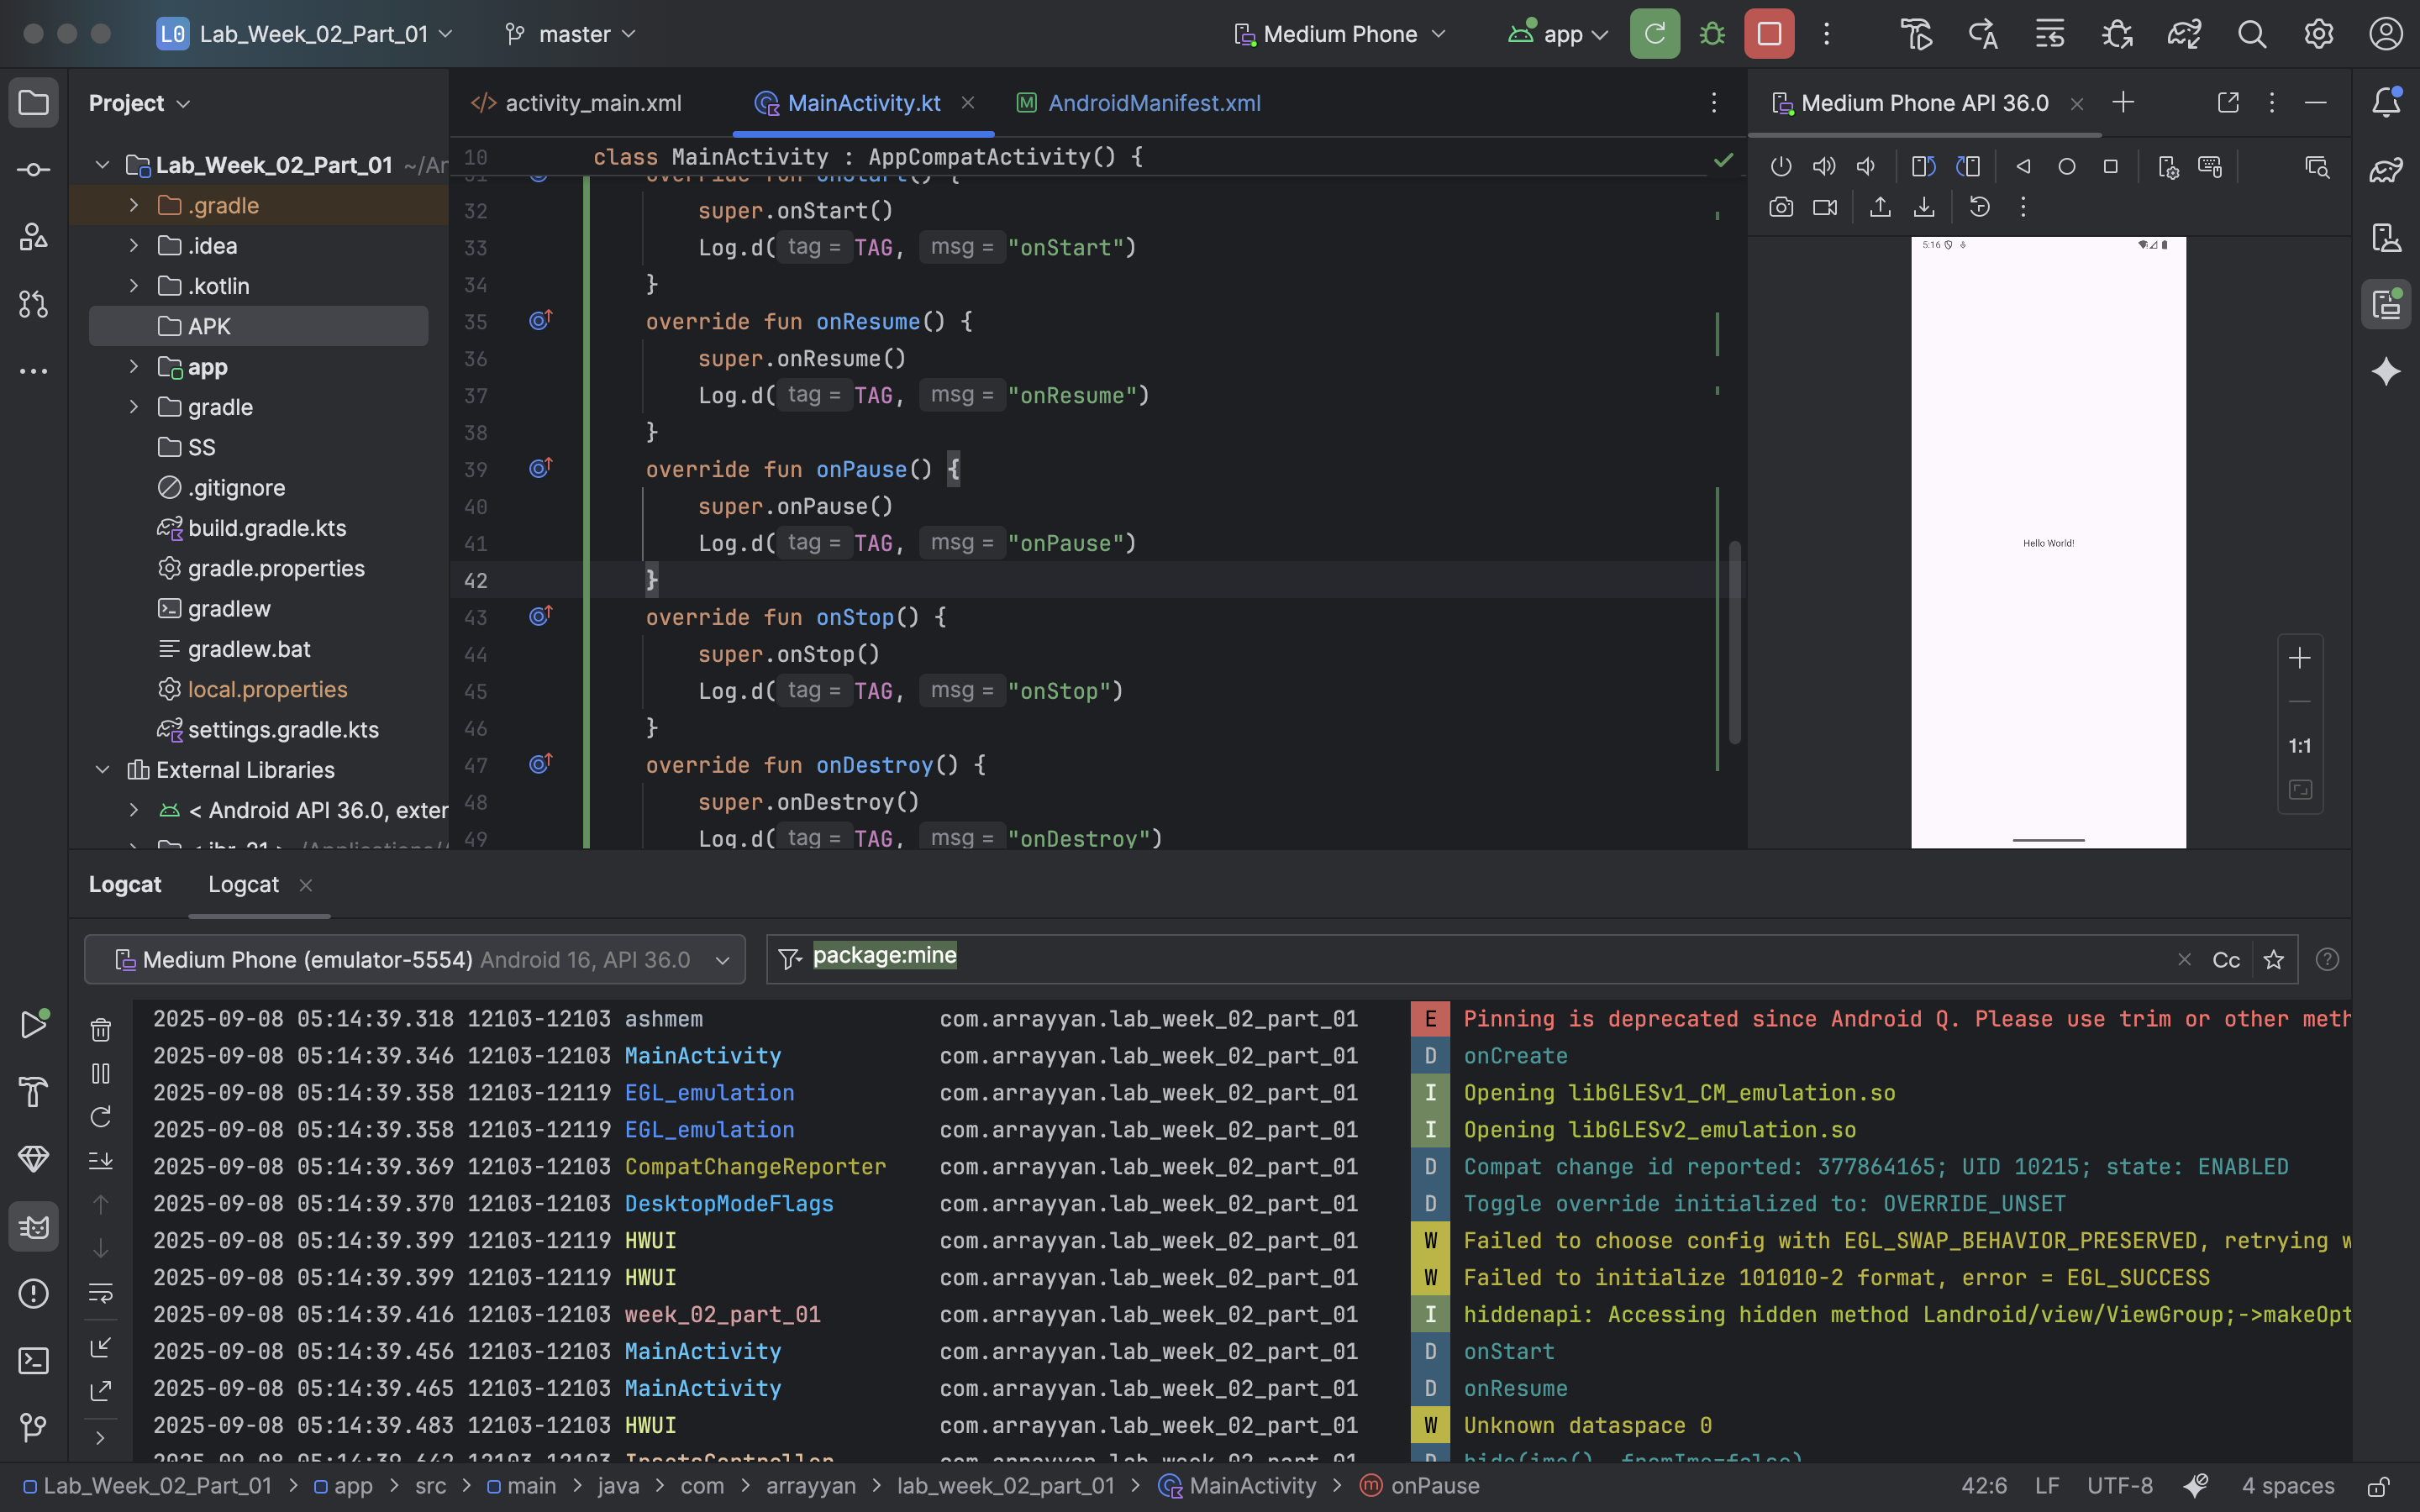 L0 Lab_Week_02_Part_01 master Medium Phone app
Project
activity_main.xml MainActivity.kt AndroidManifest.xml
Medium Phone API 36.0
Lab_Week_02_Part_01
.gradle
.idea
.kotlin
APK
app
gradle
SS
.gitignore
build.gradle.kts
gradle.properties
gradlew
gradlew.bat
local.properties
settings.gradle.kts
External Libraries
< Android API 36.0, exter
10 class MainActivity : AppCompatActivity() {
override fun onStart() {
32 super.onStart()
33 Log.d( tag = TAG, msg = "onStart")
34 }
35 override fun onResume() {
36 super.onResume()
37 Log.d( tag = TAG, msg = "onResume")
38 }
39 override fun onPause() {
40 super.onPause()
41 Log.d( tag = TAG, msg = "onPause")
42 }
43 override fun onStop() {
44 super.onStop()
45 Log.d( tag = TAG, msg = "onStop")
46 }
47 override fun onDestroy() {
48 super.onDestroy()
49 Log.d( tag = TAG, msg = "onDestroy")
5:16
Hello World!
1:1
Logcat Logcat
Medium Phone (emulator-5554) Android 16, API 36.0 package:mine Cc
2025-09-08 05:14:39.318 12103-12103 ashmem com.arrayyan.lab_week_02_part_01 E Pinning is deprecated since Android Q. Please use trim or other meth
2025-09-08 05:14:39.346 12103-12103 MainActivity com.arrayyan.lab_week_02_part_01 D onCreate
2025-09-08 05:14:39.358 12103-12119 EGL_emulation com.arrayyan.lab_week_02_part_01 I Opening libGLESv1_CM_emulation.so
2025-09-08 05:14:39.358 12103-12119 EGL_emulation com.arrayyan.lab_week_02_part_01 I Opening libGLESv2_emulation.so
2025-09-08 05:14:39.369 12103-12103 CompatChangeReporter com.arrayyan.lab_week_02_part_01 D Compat change id reported: 377864165; UID 10215; state: ENABLED
2025-09-08 05:14:39.370 12103-12103 DesktopModeFlags com.arrayyan.lab_week_02_part_01 D Toggle override initialized to: OVERRIDE_UNSET
2025-09-08 05:14:39.399 12103-12119 HWUI com.arrayyan.lab_week_02_part_01 W Failed to choose config with EGL_SWAP_BEHAVIOR_PRESERVED, retrying w
2025-09-08 05:14:39.399 12103-12119 HWUI com.arrayyan.lab_week_02_part_01 W Failed to initialize 101010-2 format, error = EGL_SUCCESS
2025-09-08 05:14:39.416 12103-12103 week_02_part_01 com.arrayyan.lab_week_02_part_01 I hiddenapi: Accessing hidden method Landroid/view/ViewGroup;->makeOpt
2025-09-08 05:14:39.456 12103-12103 MainActivity com.arrayyan.lab_week_02_part_01 D onStart
2025-09-08 05:14:39.465 12103-12103 MainActivity com.arrayyan.lab_week_02_part_01 D onResume
2025-09-08 05:14:39.483 12103-12119 HWUI com.arrayyan.lab_week_02_part_01 W Unknown dataspace 0
Lab_Week_02_Part_01 > app > src > main > java > com > arrayyan > lab_week_02_part_01 > MainActivity > onPause 42:6 LF UTF-8 4 spaces